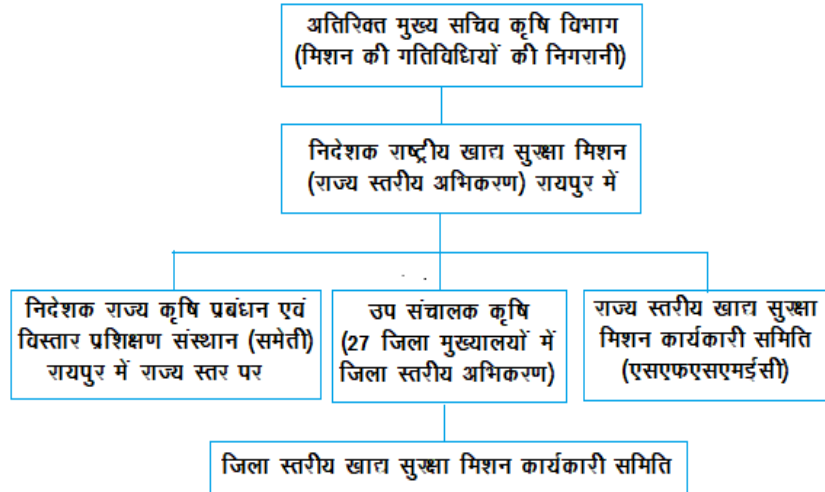 अतिरिक्त मुख्य सचिव कृषि विभाग
(मिशन की गतिविधियों की निगरानी)
निदेशक राष्ट्रीय खाद्य सुरक्षा मिशन
(राज्य स्तरीय अभिकरण) रायपुर में
निदेशक राज्य कृषि प्रबंधन एवं
विस्तार प्रशिक्षण संस्थान (समेती)
रायपुर में राज्य स्तर पर
उप संचालक कृषि
(27 जिला मुख्यालयों में
जिला स्तरीय अभिकरण)
राज्य स्तरीय खाद्य सुरक्षा
मिशन कार्यकारी समिति
(एसएफएसएमईसी)
जिला स्तरीय खाद्य सुरक्षा मिशन कार्यकारी समिति